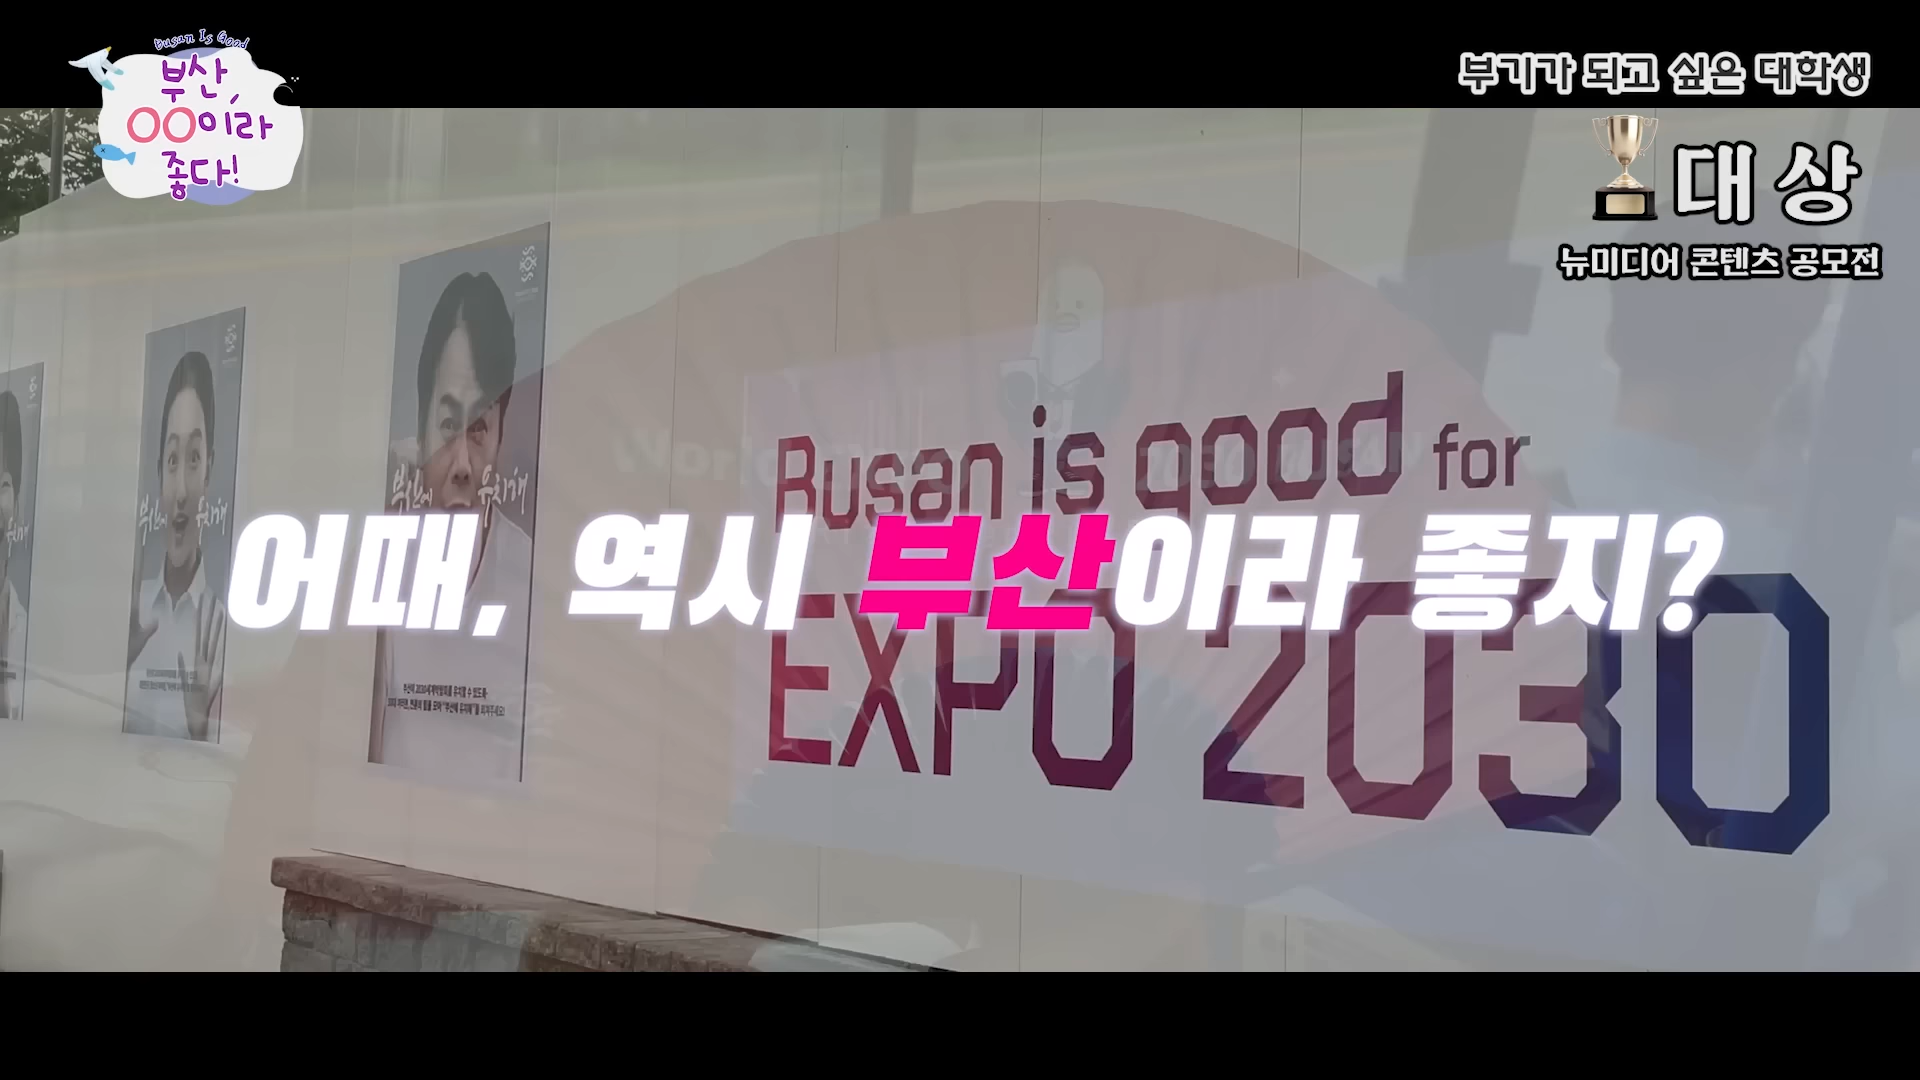 Busan Is Good
부산,
OO이라
좋다!
부기가 되고 싶은 대학생
대상
뉴미디어 콘텐츠 공모전
부산에 유치해
부산에 유치해
Busan is good for
EXPO 2030
어때, 역시 부산이라 좋지?